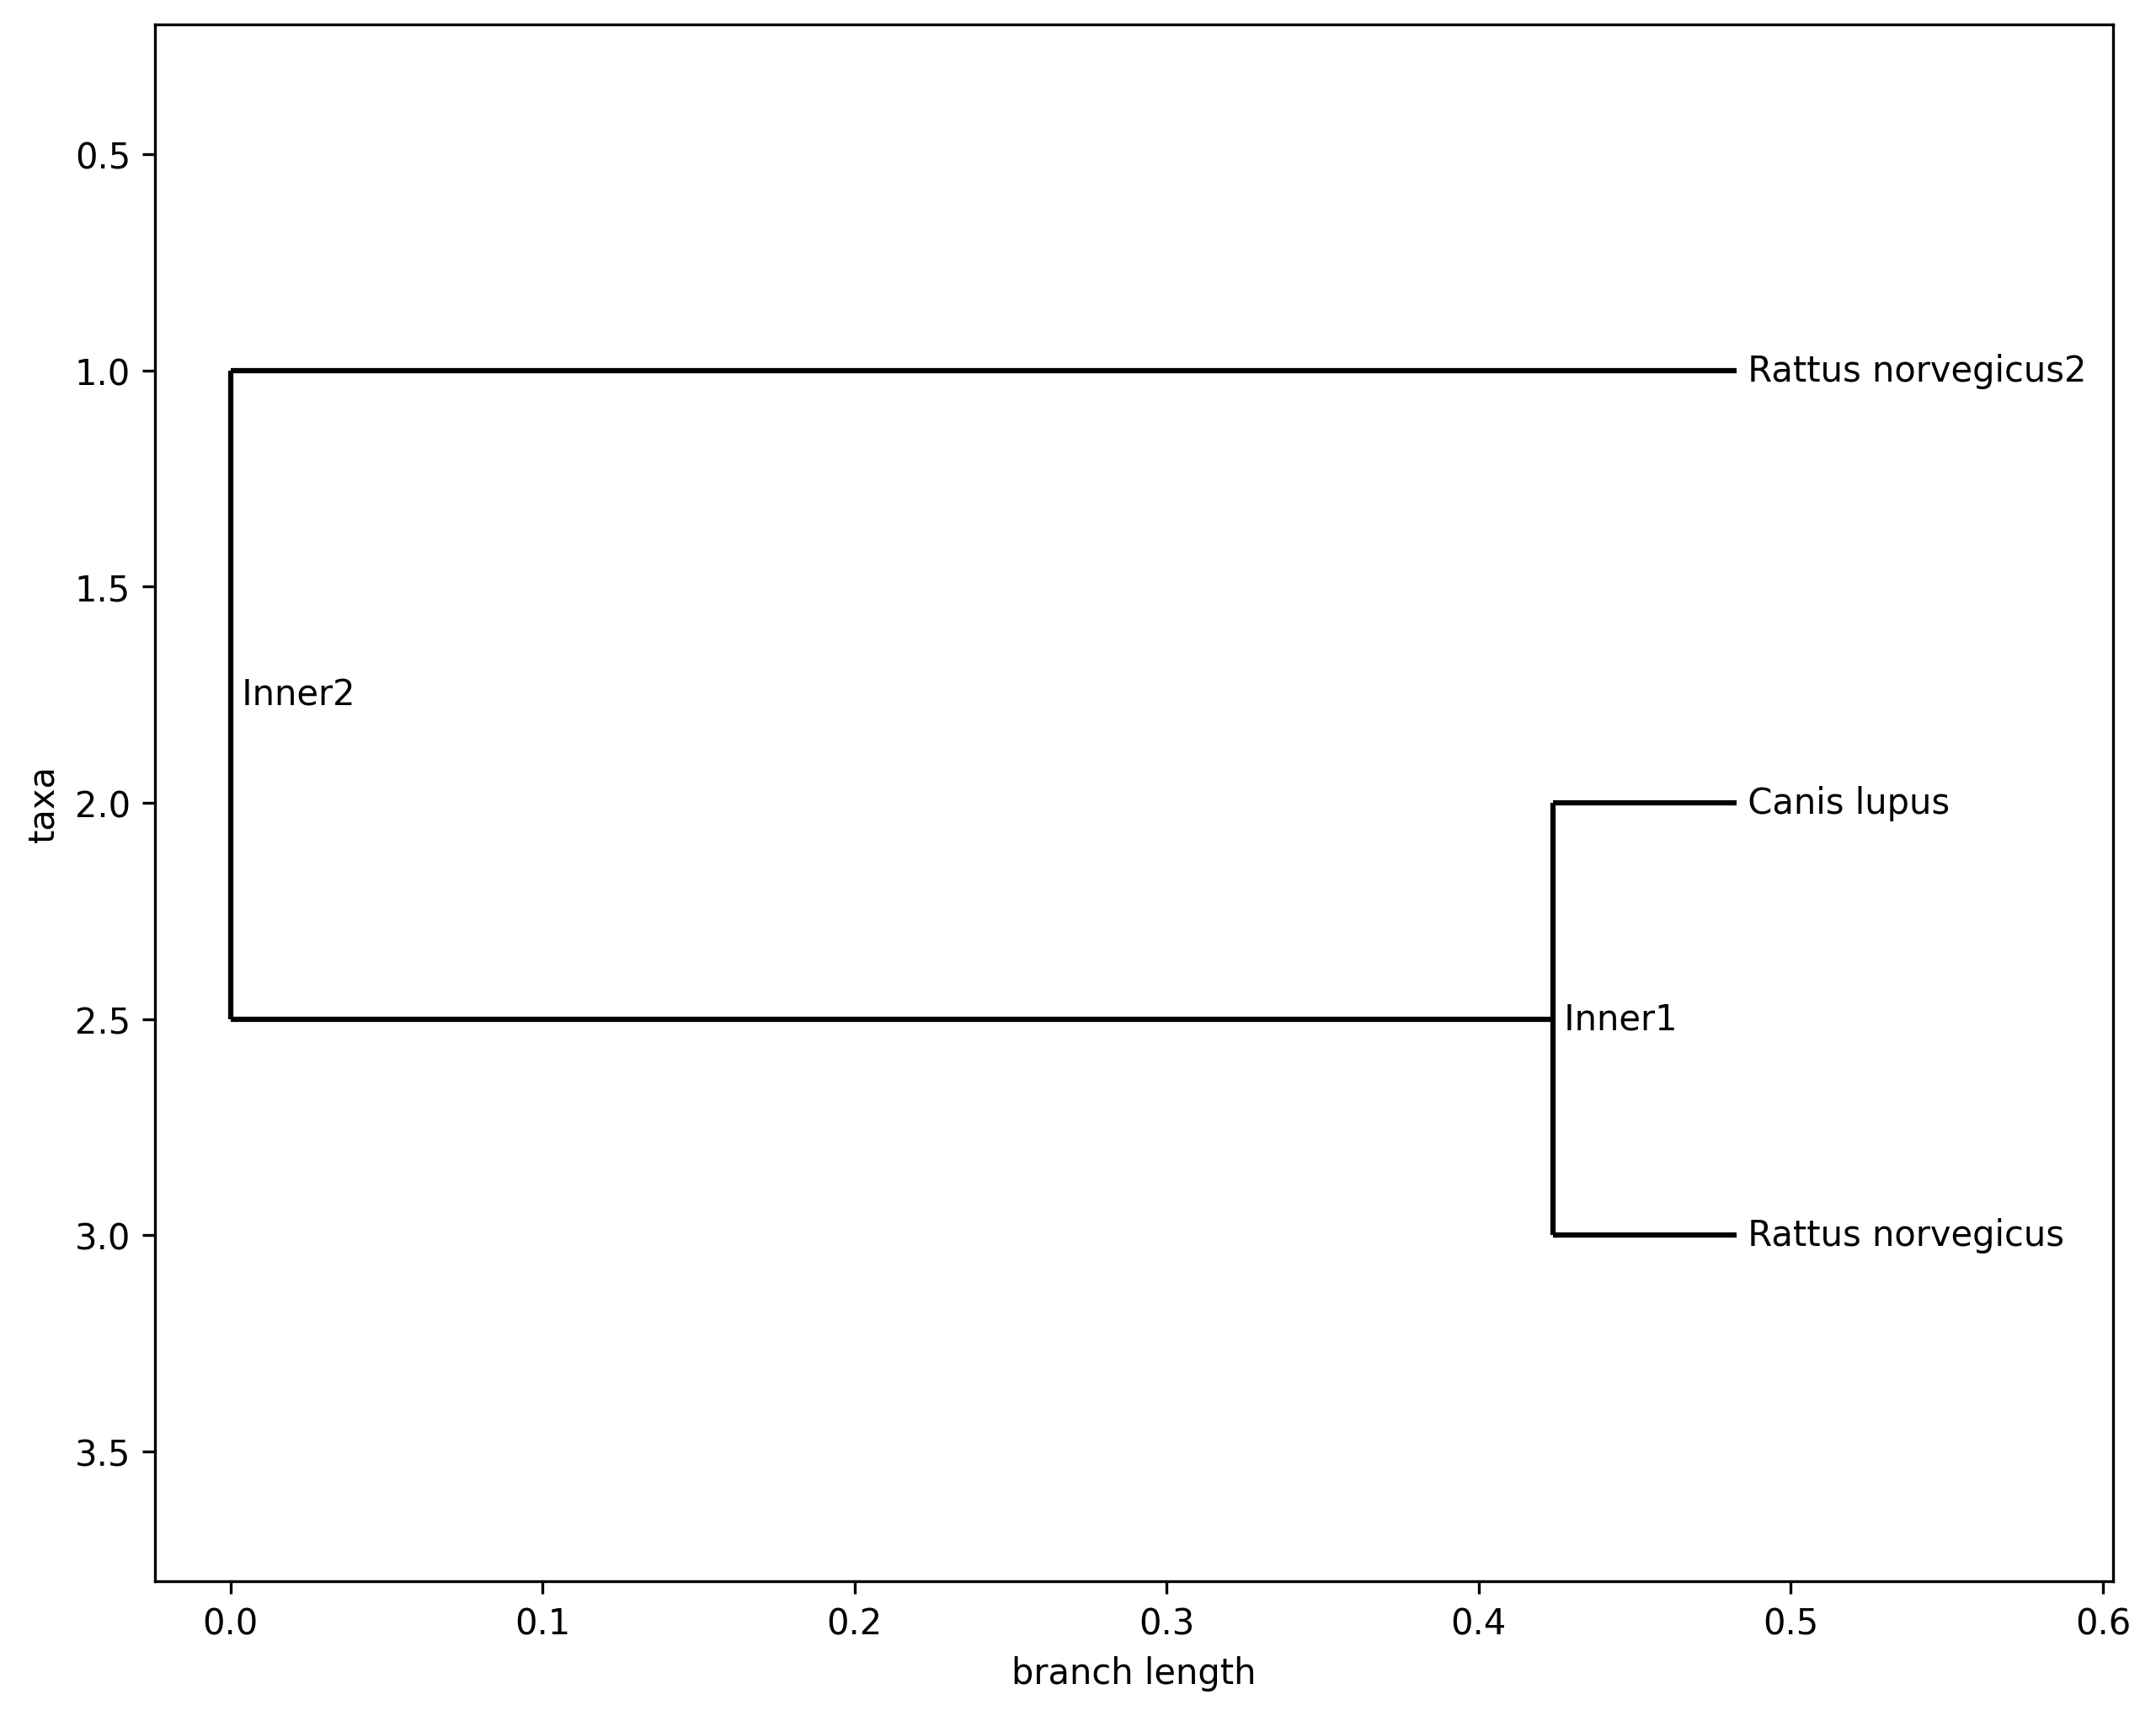 0.5
1.0
Rattus norvegicus2
1.5
Inner2
taxa
2.0
Canis lupus
2.5
Inner1
3.0
Rattus norvegicus
3.5
0.0 0.1 0.2 0.3 0.4 0.5 0.6
branch length